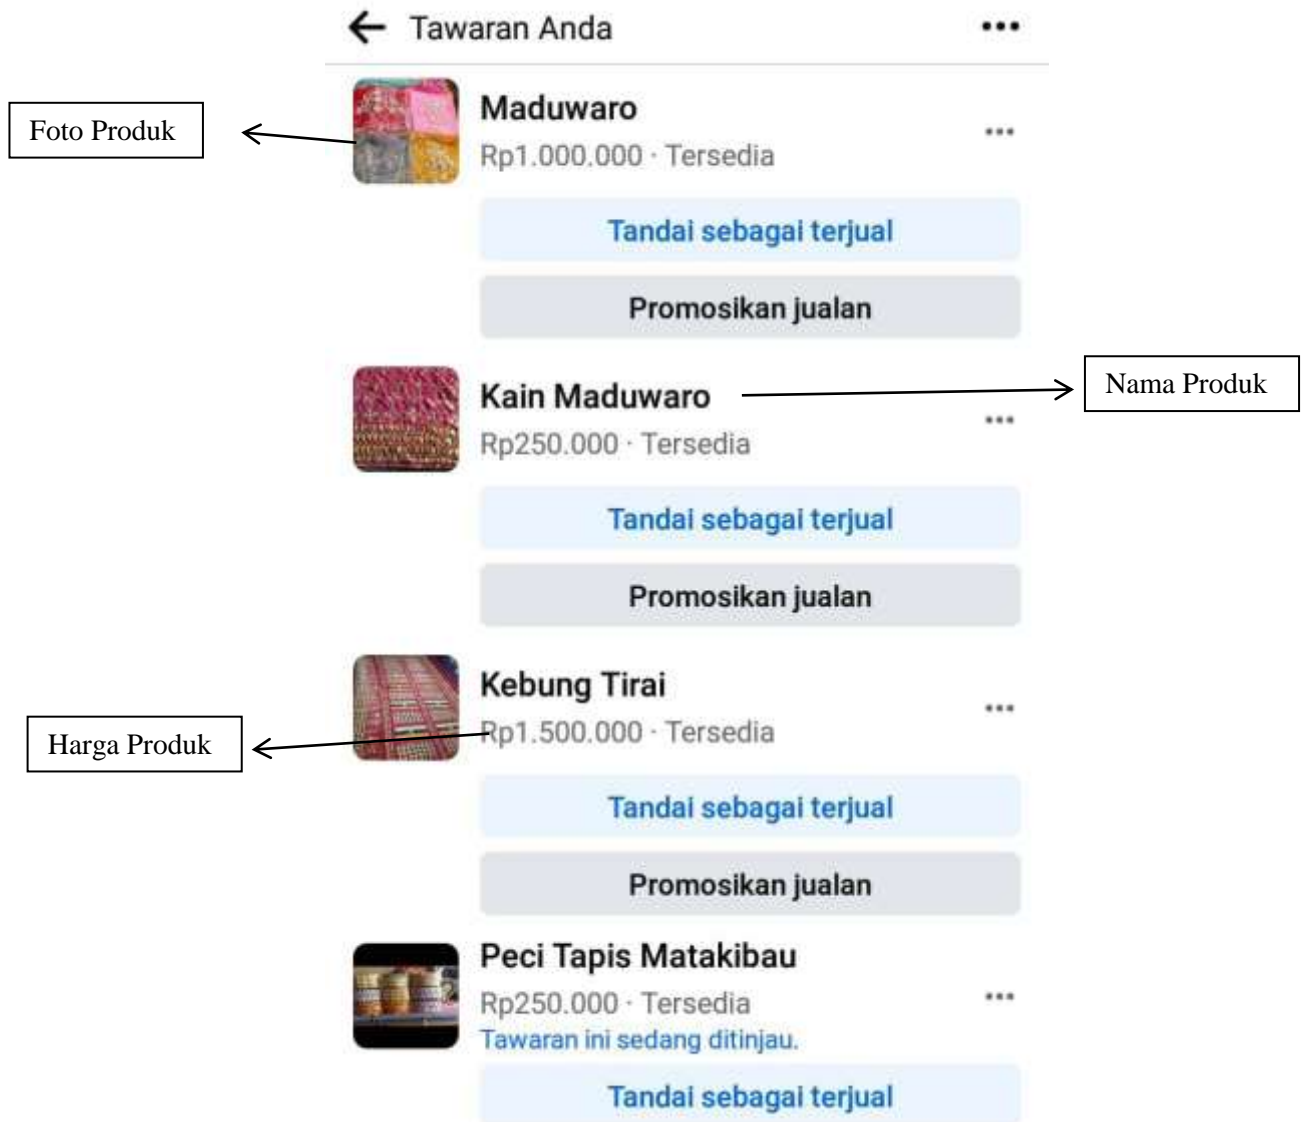 Tawaran Anda
Foto Produk
Maduwaro
Rp1.000.000 · Tersedia
Tandai sebagai terjual
Promosikan jualan
Kain Maduwaro
Nama Produk
Rp250.000 · Tersedia
Tandai sebagai terjual
Promosikan jualan
Kebung Tirai
Harga Produk
Rp1.500.000 · Tersedia
Tandai sebagai terjual
Promosikan jualan
Peci Tapis Matakibau
Rp250.000 · Tersedia
Tawaran ini sedang ditinjau.
Tandai sebagai terjual